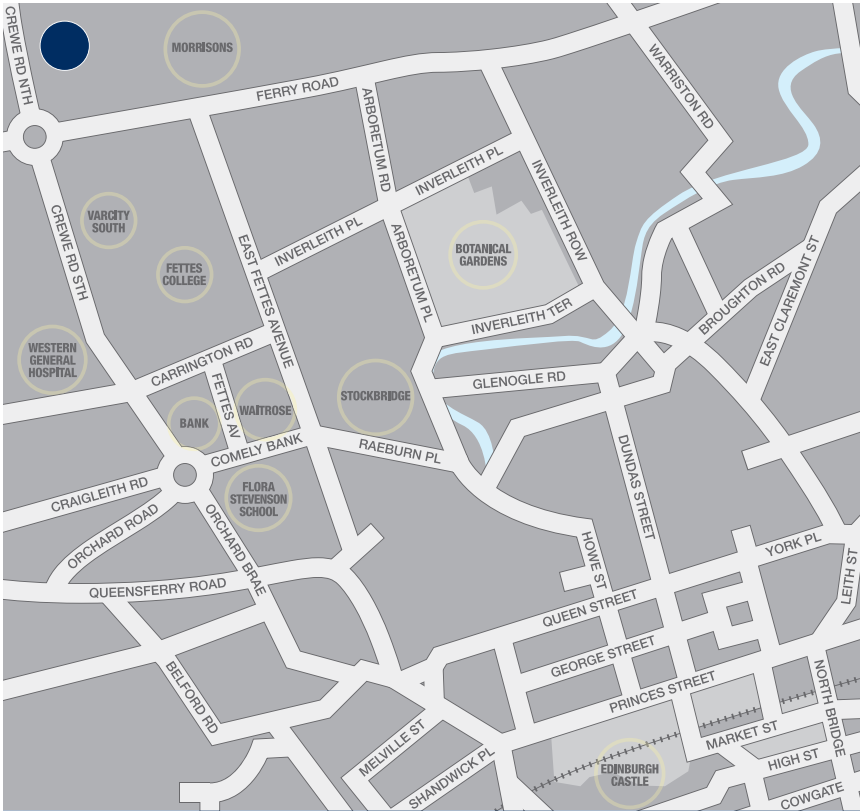 CREWE RD NTH
MORRISONS
FERRY ROAD
WARRISTON RD
ARBORETUM RD
INVERLEITH PL
INVERLEITH ROW
CREWE RD STH
VARCITY
SOUTH
FETTES
COLLEGE
EAST FETTES AVENUE
INVERLEITH PL
ARBORETUM PL
BOTANICAL
GARDENS
INVERLEITH TER
BROUGHTON RD
EAST CLAREMONT ST
WESTERN
GENERAL
HOSPITAL
CARRINGTON RD
FETTES AV
BANK
WAITROSE
STOCKBRIDGE
GLENOGLE RD
COMELY BANK
RAEBURN PL
DUNDAS STREET
CRAIGLEITH RD
FLORA
STEVENSON
SCHOOL
ORCHARD ROAD
ORCHARD BRAE
HOWE ST
YORK PL
LEITH ST
QUEENSFERRY ROAD
QUEEN STREET
GEORGE STREET
BELFORD RD
PRINCES STREET
NORTH BRIDGE
MELVILLE ST
SHANDWICK PL
MARKET ST
EDINBURGH
CASTLE
HIGH ST
COWGATE